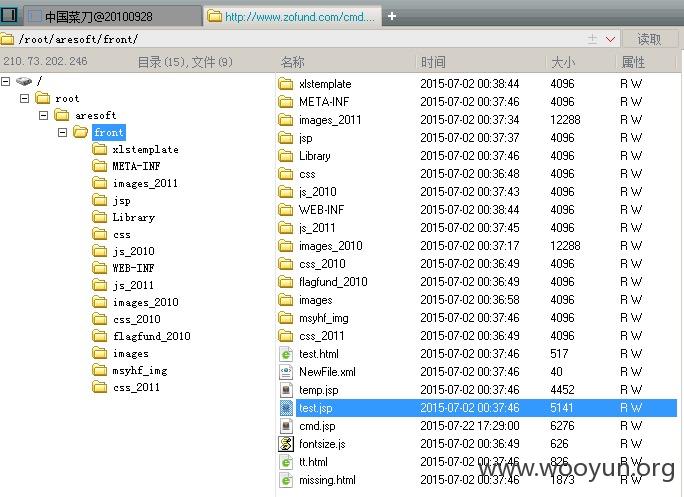 中国菜刀@20100928
http://www.zofund.com/cmd....
/root/aresoft/front/
读取
210.73.202.246 目录(15),文件(9) 名称 时间 大小 属性
/
root
aresoft
front
xlstemplate
META-INF
images_2011
jsp
Library
css
js_2010
WEB-INF
js_2011
images_2010
css_2010
flagfund_2010
images
msyhf_img
css_2011
xlstemplate 2015-07-02 00:38:44 4096 R W
META-INF 2015-07-02 00:37:46 4096 R W
images_2011 2015-07-02 00:37:34 12288 R W
jsp 2015-07-02 00:37:37 4096 R W
Library 2015-07-02 00:37:46 4096 R W
css 2015-07-02 00:36:48 4096 R W
js_2010 2015-07-02 00:37:43 4096 R W
WEB-INF 2015-07-02 00:38:44 4096 R W
js_2011 2015-07-02 00:37:45 4096 R W
images_2010 2015-07-02 00:37:17 12288 R W
css_2010 2015-07-02 00:36:49 4096 R W
flagfund_2010 2015-07-02 00:36:49 4096 R W
images 2015-07-02 00:36:58 4096 R W
msyhf_img 2015-07-02 00:37:46 4096 R W
css_2011 2015-07-02 00:36:49 4096 R W
test.html 2015-07-02 00:37:46 517 R W
NewFile.xml 2015-07-02 00:37:46 40 R W
temp.jsp 2015-07-02 00:37:46 4452 R W
test.jsp 2015-07-02 00:37:46 5141 R W
cmd.jsp 2015-07-22 17:29:00 6276 R W
fontsize.js 2015-07-02 00:36:49 626 R W
tt.html 2015-07-02 00:37:46 826 R W
missing.html 2015-07-02 00:37:46 1873 R W
www.wooyun.org